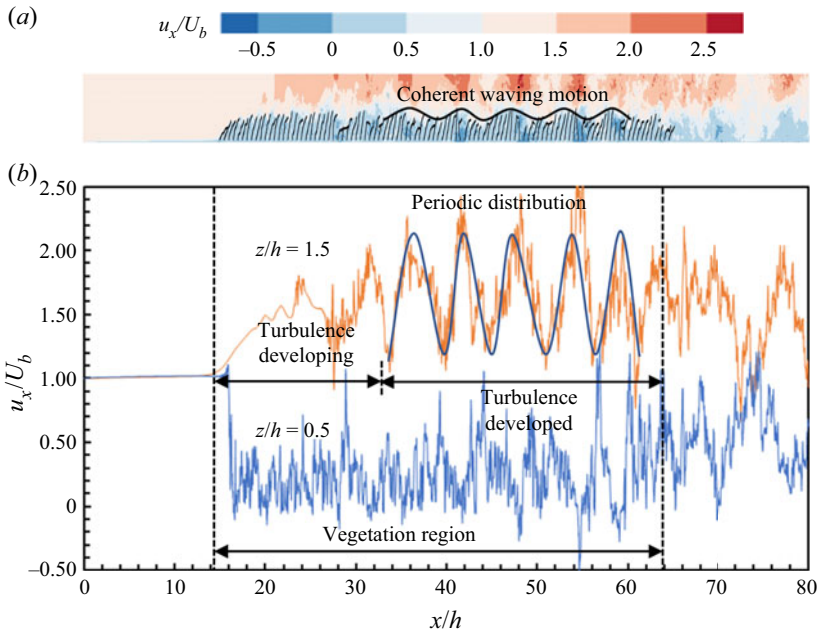 (a)
u_x/U_b
–0.5 0 0.5 1.0 1.5 2.0 2.5
Coherent waving motion
(b)
2.50
2.00
1.50
1.00
0.50
0
–0.50
u_x/U_b
Periodic distribution
z/h = 1.5
Turbulence
developing
Turbulence
developed
z/h = 0.5
Vegetation region
0 10 20 30 40 50 60 70 80
x/h